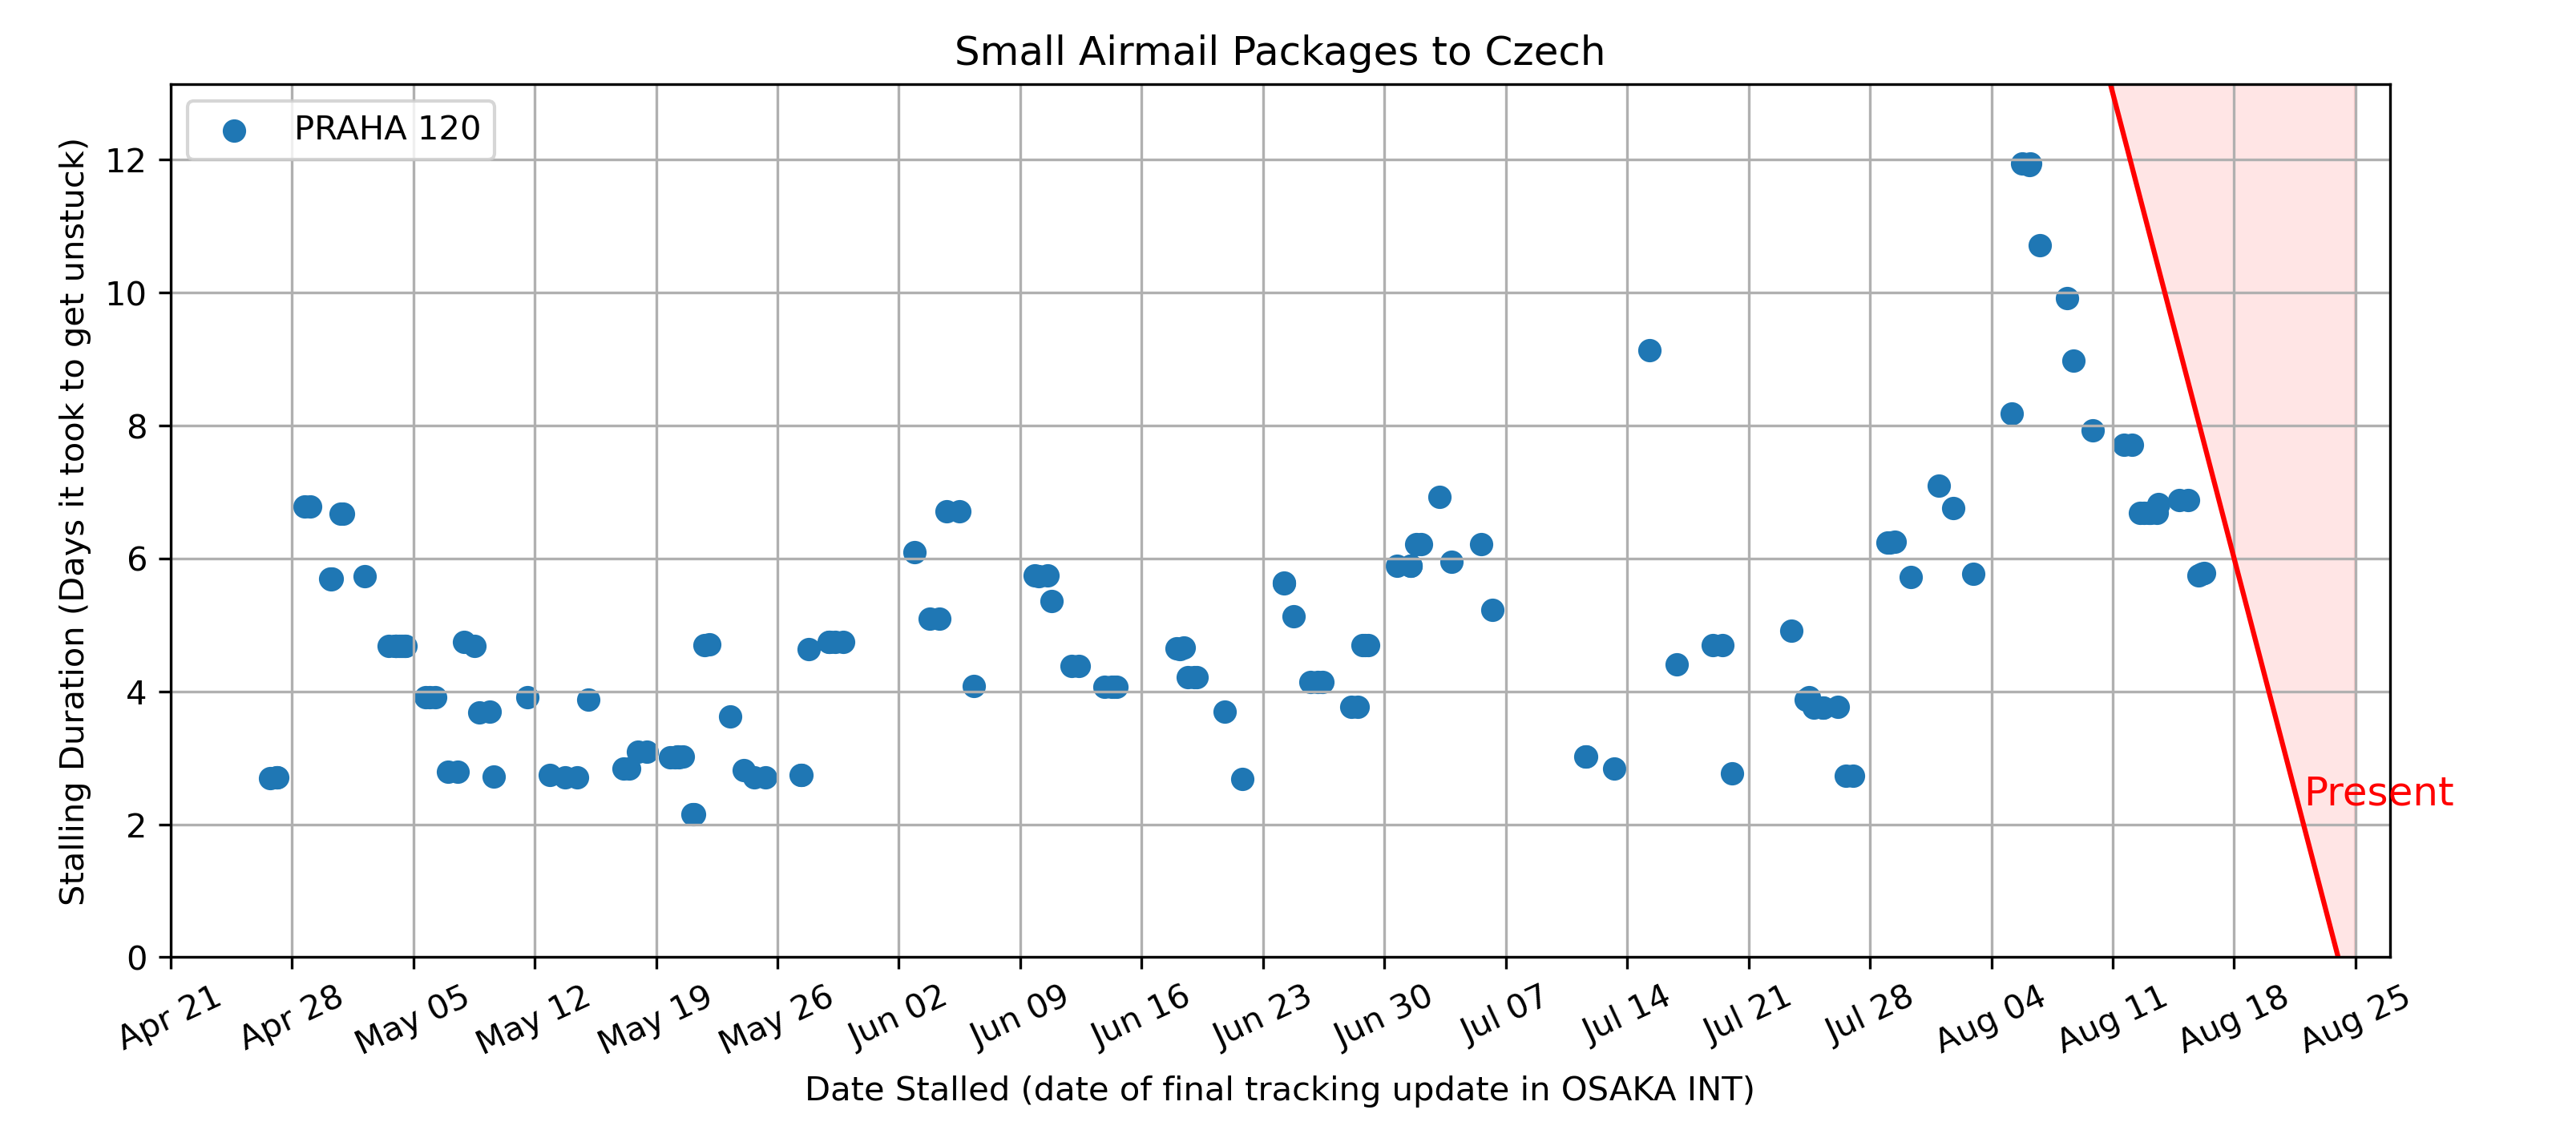 Small Airmail Packages to Czech
PRAHA 120
Stalling Duration (Days it took to get unstuck)
12
10
8
6
4
2
0
Present
Apr 21
Apr 28
May 05
May 12
May 19
May 26
Jun 02
Jun 09
Jun 16
Jun 23
Jun 30
Jul 07
Jul 14
Jul 21
Jul 28
Aug 04
Aug 11
Aug 18
Aug 25
Date Stalled (date of final tracking update in OSAKA INT)